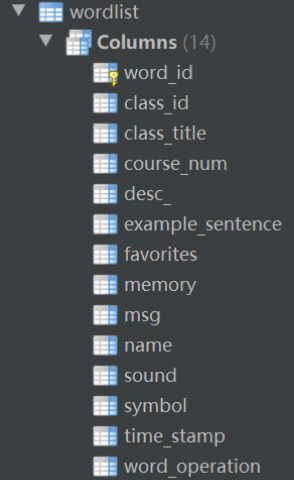 wordlist
Columns (14)
word_id
class_id
class_title
course_num
desc_
example_sentence
favorites
memory
msg
name
sound
symbol
time_stamp
word_operation